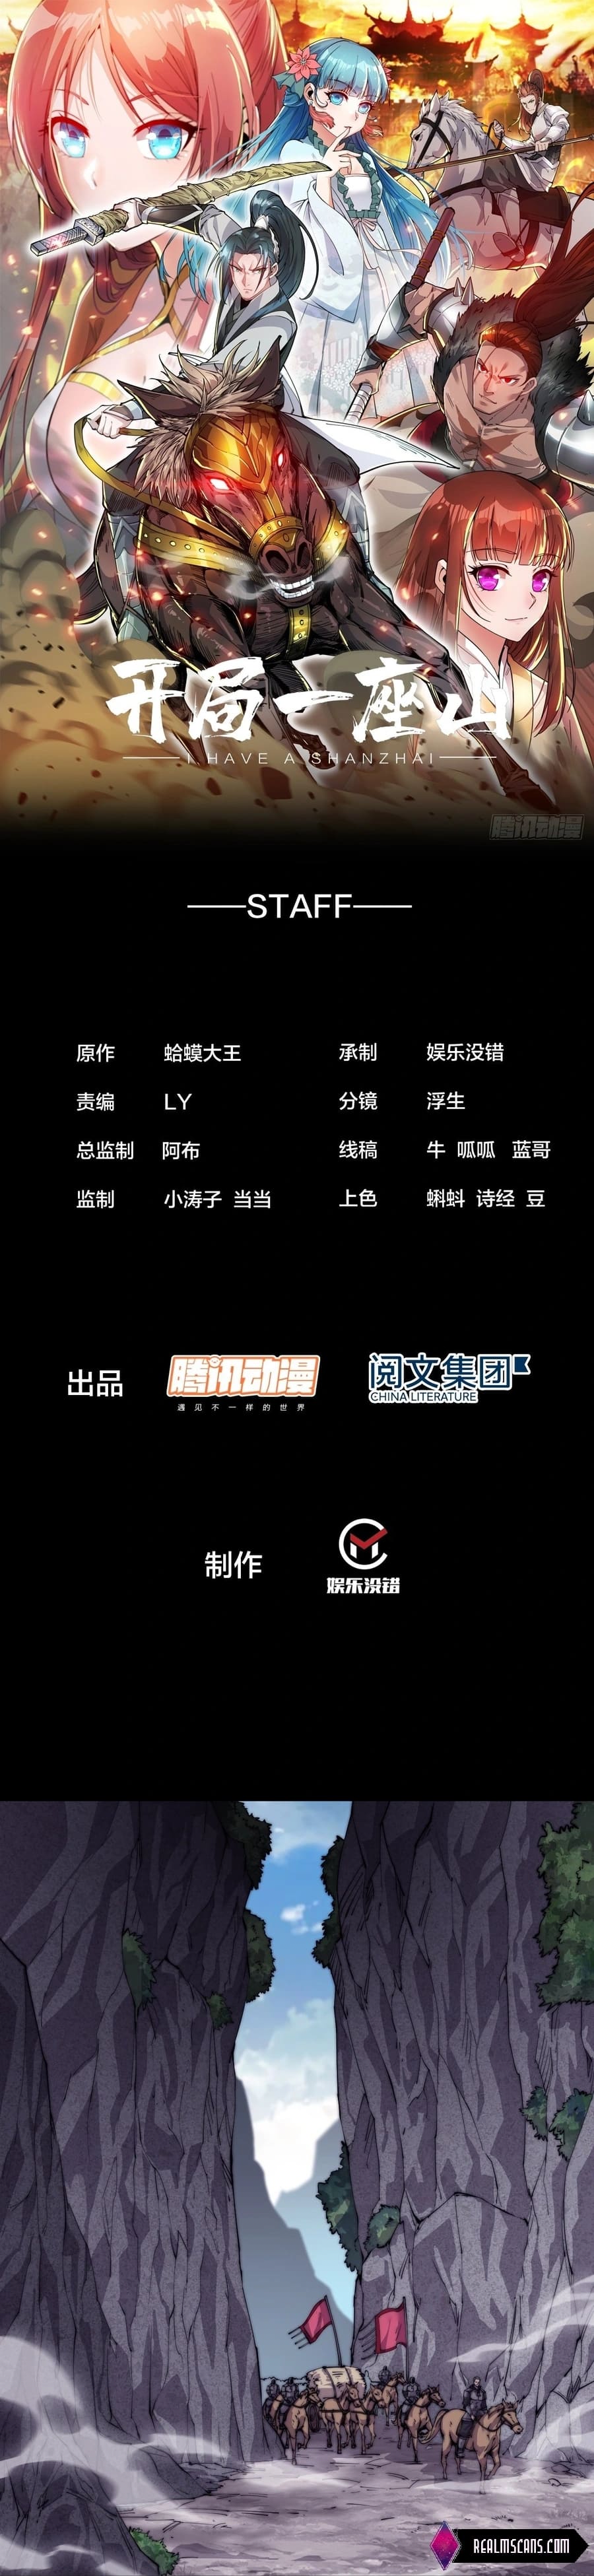 开局一座山
I HAVE A SHANZHAI
腾讯动漫
STAFF
原作 蛤蟆大王 承制 娱乐没错
责编 LY 分镜 浮生
总监制 阿布 线稿 牛 呱呱 蓝哥
监制 小涛子 当当 上色 蝌蚪 诗经 豆
出品 腾讯动漫 阅文集团
CHINA LITERATURE
遇见不一样的世界
制作
娱乐没错
REALMSCANS.COM